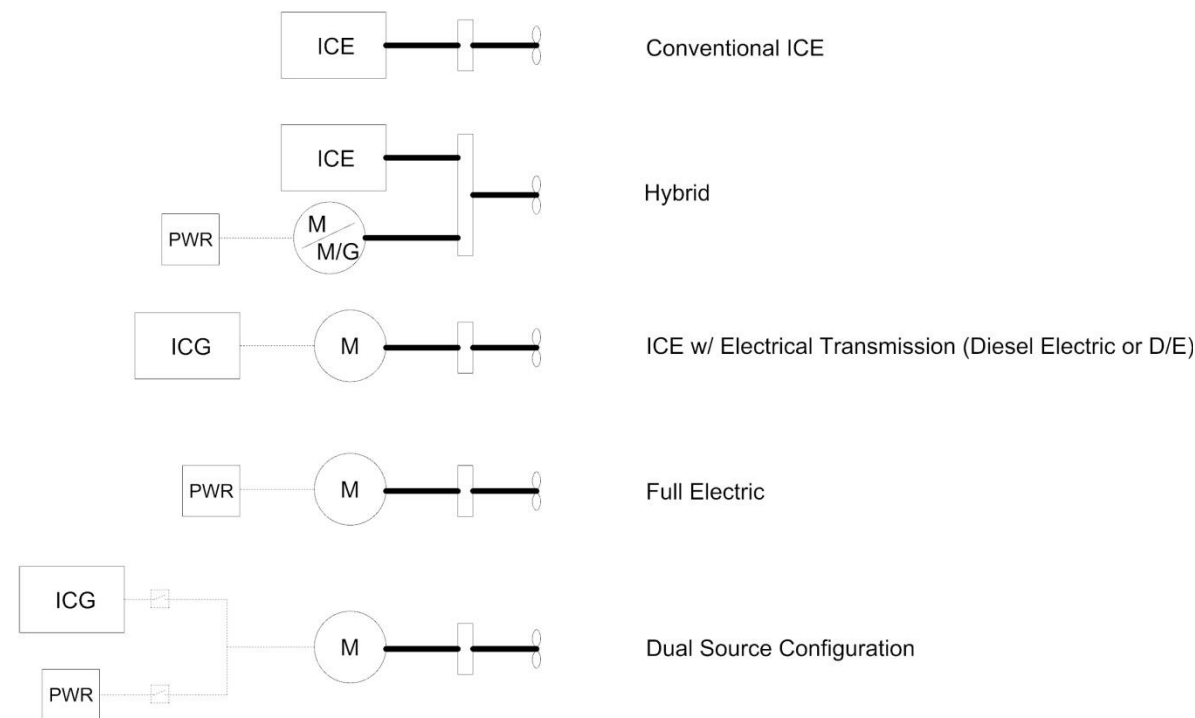 ICE
Conventional ICE
ICE
Hybrid
M
M/G
PWR
ICG
M
ICE w/ Electrical Transmission (Diesel Electric or D/E)
PWR
M
Full Electric
ICG
M
Dual Source Configuration
PWR